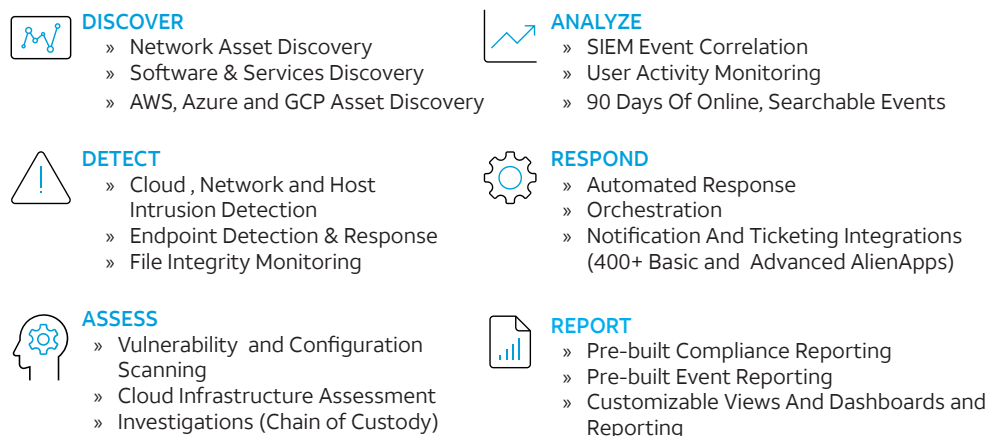 DISCOVER
» Network Asset Discovery
» Software & Services Discovery
» AWS, Azure and GCP Asset Discovery
ANALYZE
» SIEM Event Correlation
» User Activity Monitoring
» 90 Days Of Online, Searchable Events
DETECT
» Cloud , Network and Host
Intrusion Detection
» Endpoint Detection & Response
» File Integrity Monitoring
RESPOND
» Automated Response
» Orchestration
» Notification And Ticketing Integrations
(400+ Basic and  Advanced AlienApps)
ASSESS
» Vulnerability  and Configuration
Scanning
» Cloud Infrastructure Assessment
» Investigations (Chain of Custody)
REPORT
» Pre-built Compliance Reporting
» Pre-built Event Reporting
» Customizable Views And Dashboards and
Reporting